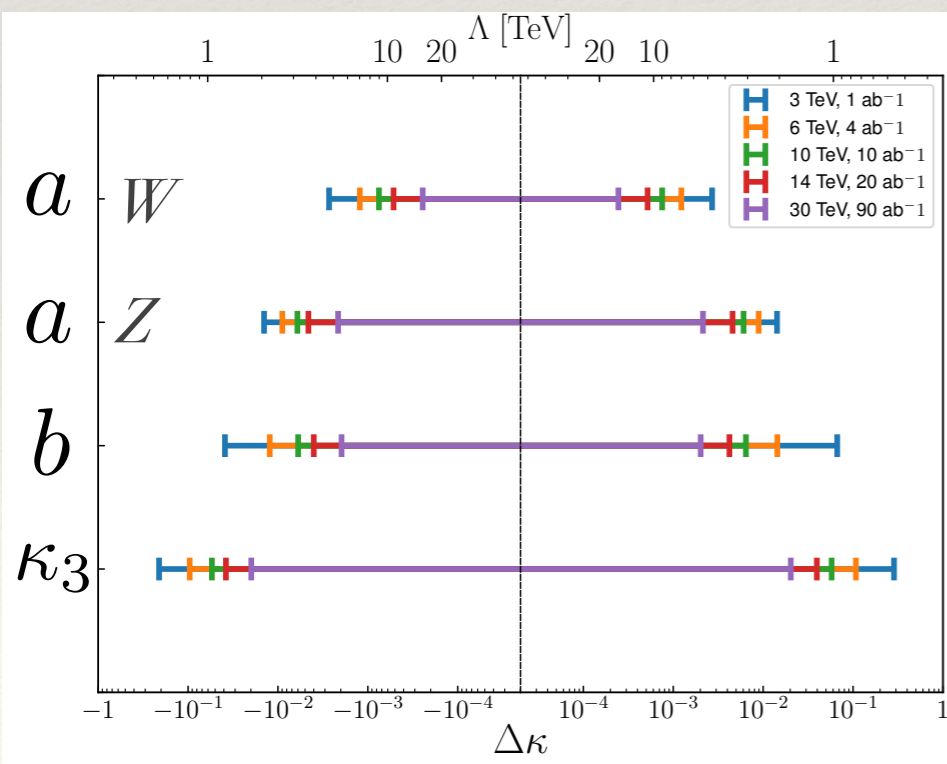 Λ [TeV]
1 10 20 20 10 1
3 TeV, 1 ab⁻¹
6 TeV, 4 ab⁻¹
10 TeV, 10 ab⁻¹
14 TeV, 20 ab⁻¹
30 TeV, 90 ab⁻¹
a W
a Z
b
κ₃
−1 −10⁻¹ −10⁻² −10⁻³ −10⁻⁴ 10⁻⁴ 10⁻³ 10⁻² 10⁻¹ 1
Δκ